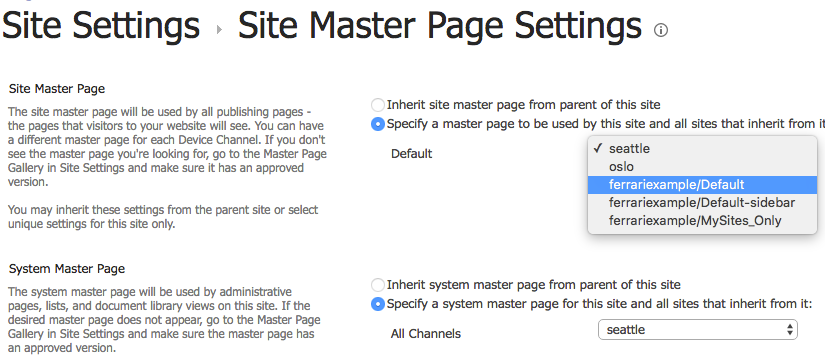 Site Settings › Site Master Page Settings ⓘ
Site Master Page
The site master page will be used by all publishing pages -
the pages that visitors to your website will see. You can have
a different master page for each Device Channel. If you don't
see the master page you're looking for, go to the Master Page
Gallery in Site Settings and make sure it has an approved
version.
You may inherit these settings from the parent site or select
unique settings for this site only.
Inherit site master page from parent of this site
Specify a master page to be used by this site and all sites that inherit from it
Default
✓ seattle
oslo
ferrariexample/Default
ferrariexample/Default-sidebar
ferrariexample/MySites_Only
System Master Page
The system master page will be used by administrative
pages, lists, and document library views on this site. If the
desired master page does not appear, go to the Master Page
Gallery in Site Settings and make sure the master page has
an approved version.
Inherit system master page from parent of this site
Specify a system master page for this site and all sites that inherit from it:
All Channels
seattle